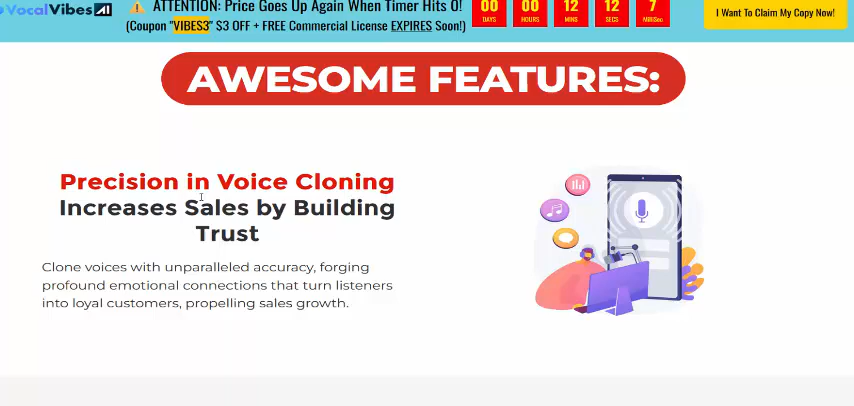 VocalVibes AI
⚠️ ATTENTION: Price Goes Up Again When Timer Hits 0!
(Coupon "VIBES3" $3 OFF + FREE Commercial License EXPIRES Soon!)
00 00 12 12 7
DAYS HOURS MINS SECS MilliSec
I Want To Claim My Copy Now!
AWESOME FEATURES:
Precision in Voice Cloning
Increases Sales by Building
Trust
Clone voices with unparalleled accuracy, forging
profound emotional connections that turn listeners
into loyal customers, propelling sales growth.